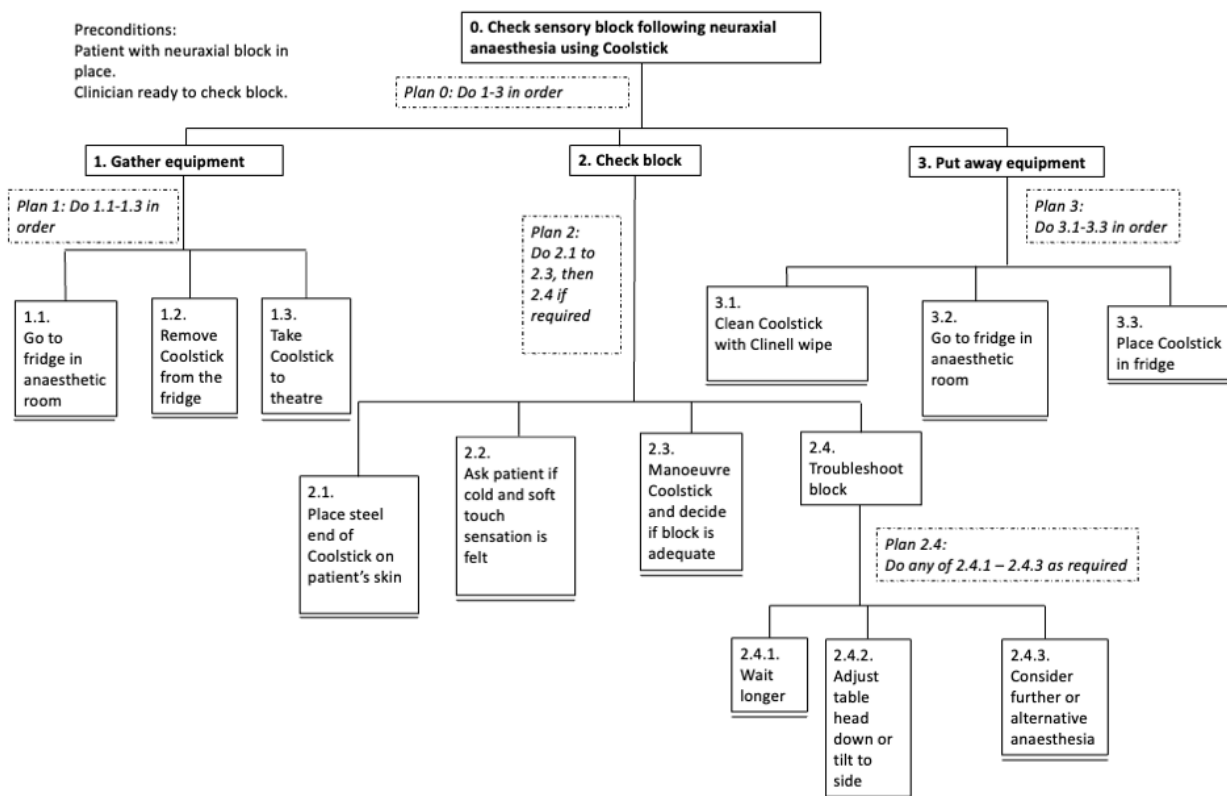 Preconditions:
Patient with neuraxial block in
place.
Clinician ready to check block.
0. Check sensory block following neuraxial
anaesthesia using Coolstick
Plan 0: Do 1-3 in order
1. Gather equipment
2. Check block
3. Put away equipment
Plan 1: Do 1.1-1.3 in
order
Plan 2:
Do 2.1 to
2.3, then
2.4 if
required
Plan 3:
Do 3.1-3.3 in order
1.1.
Go to
fridge in
anaesthetic
room
1.2.
Remove
Coolstick
from the
fridge
1.3.
Take
Coolstick
to
theatre
3.1.
Clean Coolstick
with Clinell wipe
3.2.
Go to fridge in
anaesthetic
room
3.3.
Place Coolstick
in fridge
2.1.
Place steel
end of
Coolstick on
patient’s skin
2.2.
Ask patient if
cold and soft
touch
sensation is
felt
2.3.
Manoeuvre
Coolstick
and decide
if block is
adequate
2.4.
Troubleshoot
block
Plan 2.4:
Do any of 2.4.1 – 2.4.3 as required
2.4.1.
Wait
longer
2.4.2.
Adjust
table
head
down or
tilt to
side
2.4.3.
Consider
further or
alternative
anaesthesia